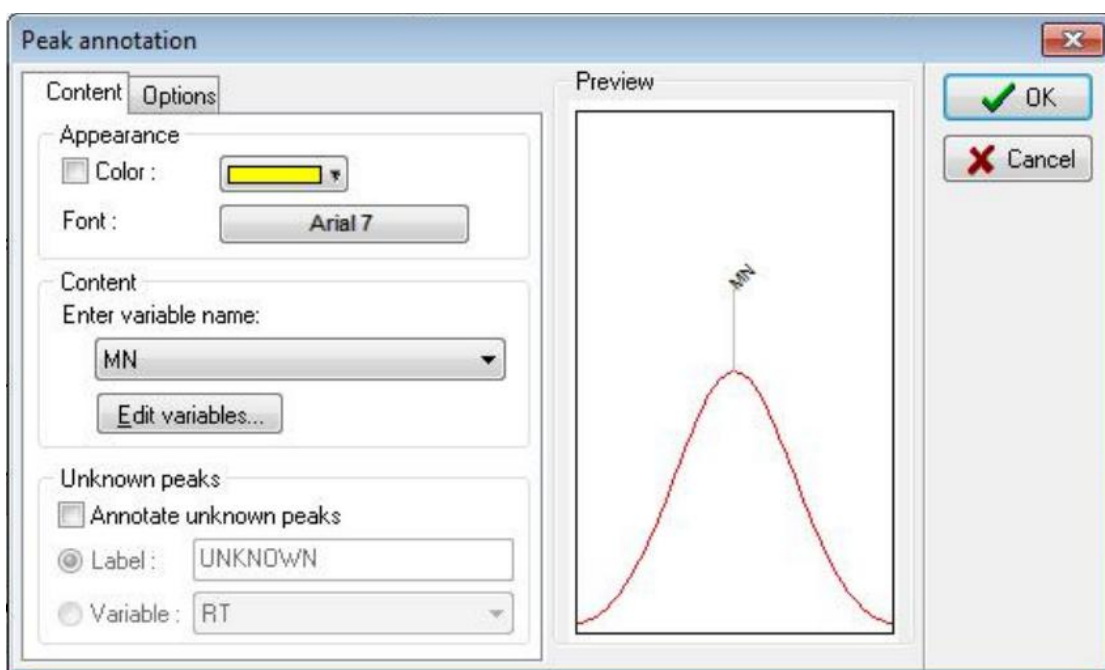 Peak annotation
Content Options
Appearance
Color :
Font : Arial 7
Content
Enter variable name:
MN
Edit variables...
Unknown peaks
Annotate unknown peaks
Label : UNKNOWN
Variable : RT
Preview
MN
OK
Cancel